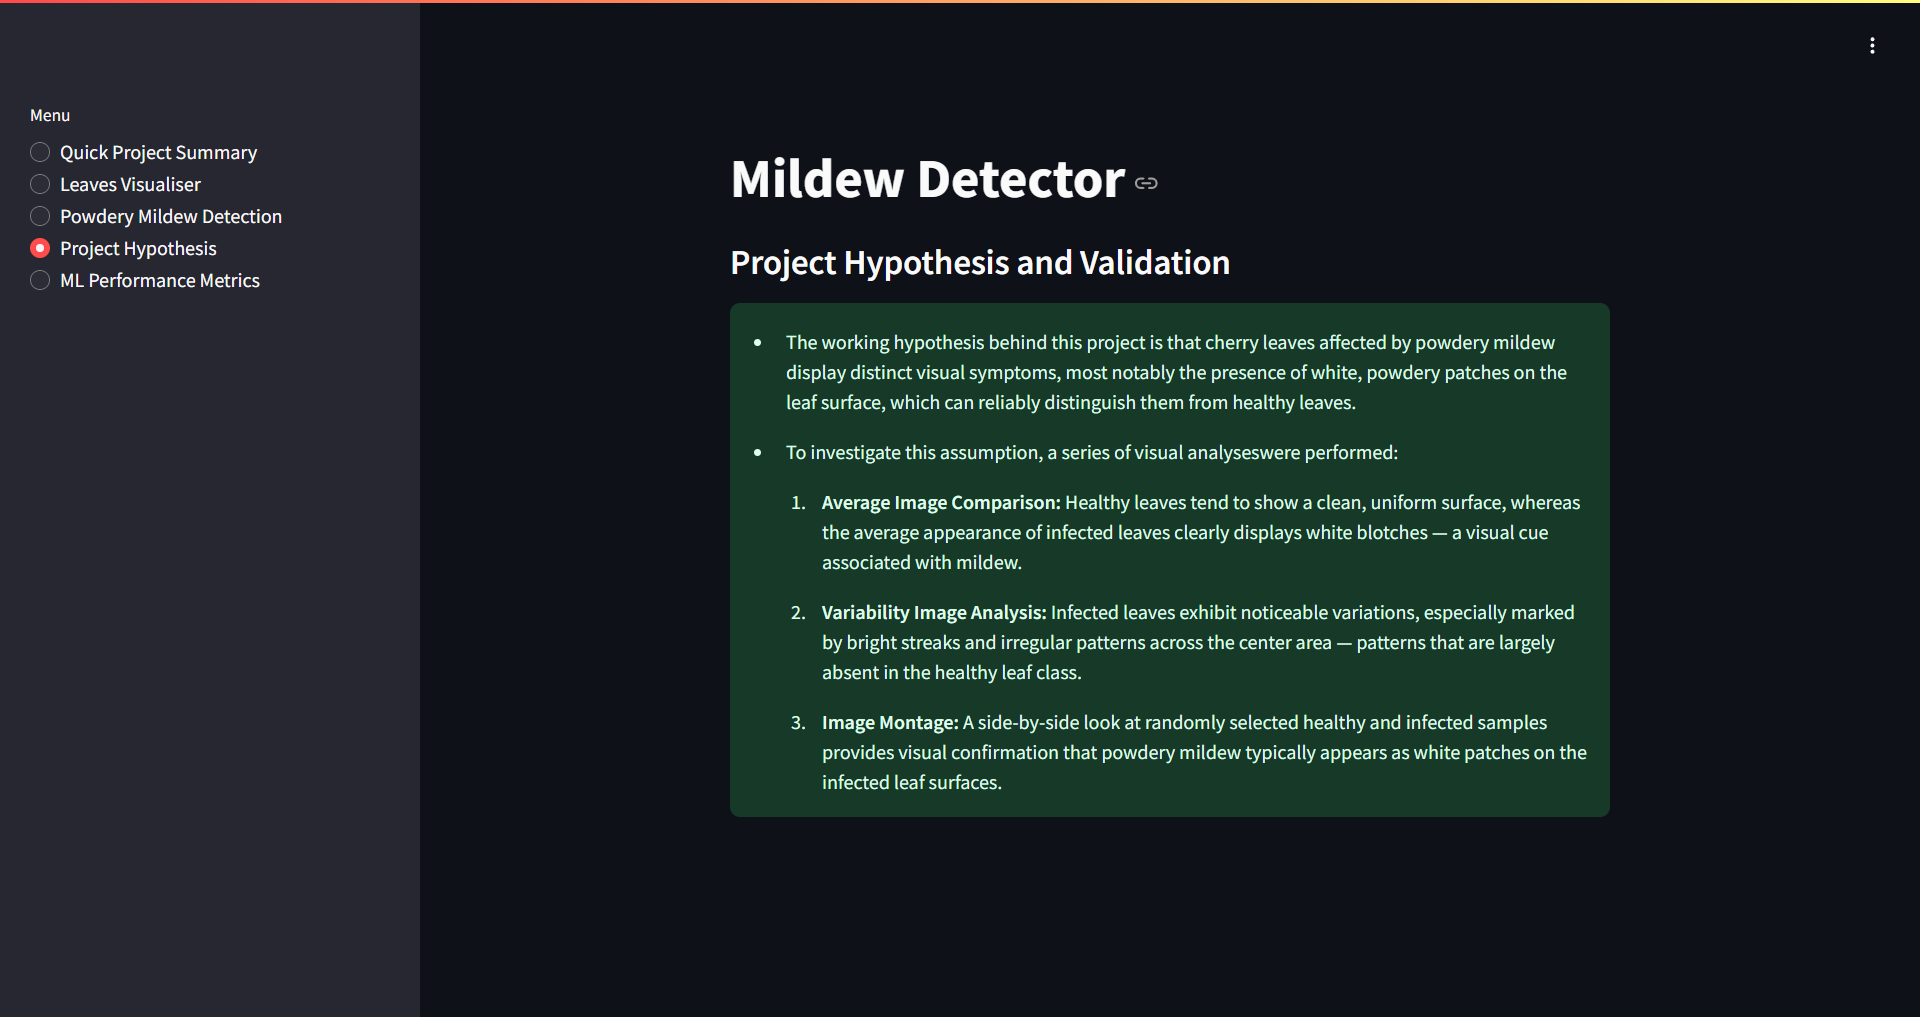 Menu
Quick Project Summary
Leaves Visualiser
Powdery Mildew Detection
Project Hypothesis
ML Performance Metrics
Mildew Detector
Project Hypothesis and Validation
• The working hypothesis behind this project is that cherry leaves affected by powdery mildew
display distinct visual symptoms, most notably the presence of white, powdery patches on the
leaf surface, which can reliably distinguish them from healthy leaves.
• To investigate this assumption, a series of visual analyseswere performed:
1. Average Image Comparison: Healthy leaves tend to show a clean, uniform surface, whereas
the average appearance of infected leaves clearly displays white blotches — a visual cue
associated with mildew.
2. Variability Image Analysis: Infected leaves exhibit noticeable variations, especially marked
by bright streaks and irregular patterns across the center area — patterns that are largely
absent in the healthy leaf class.
3. Image Montage: A side-by-side look at randomly selected healthy and infected samples
provides visual confirmation that powdery mildew typically appears as white patches on the
infected leaf surfaces.